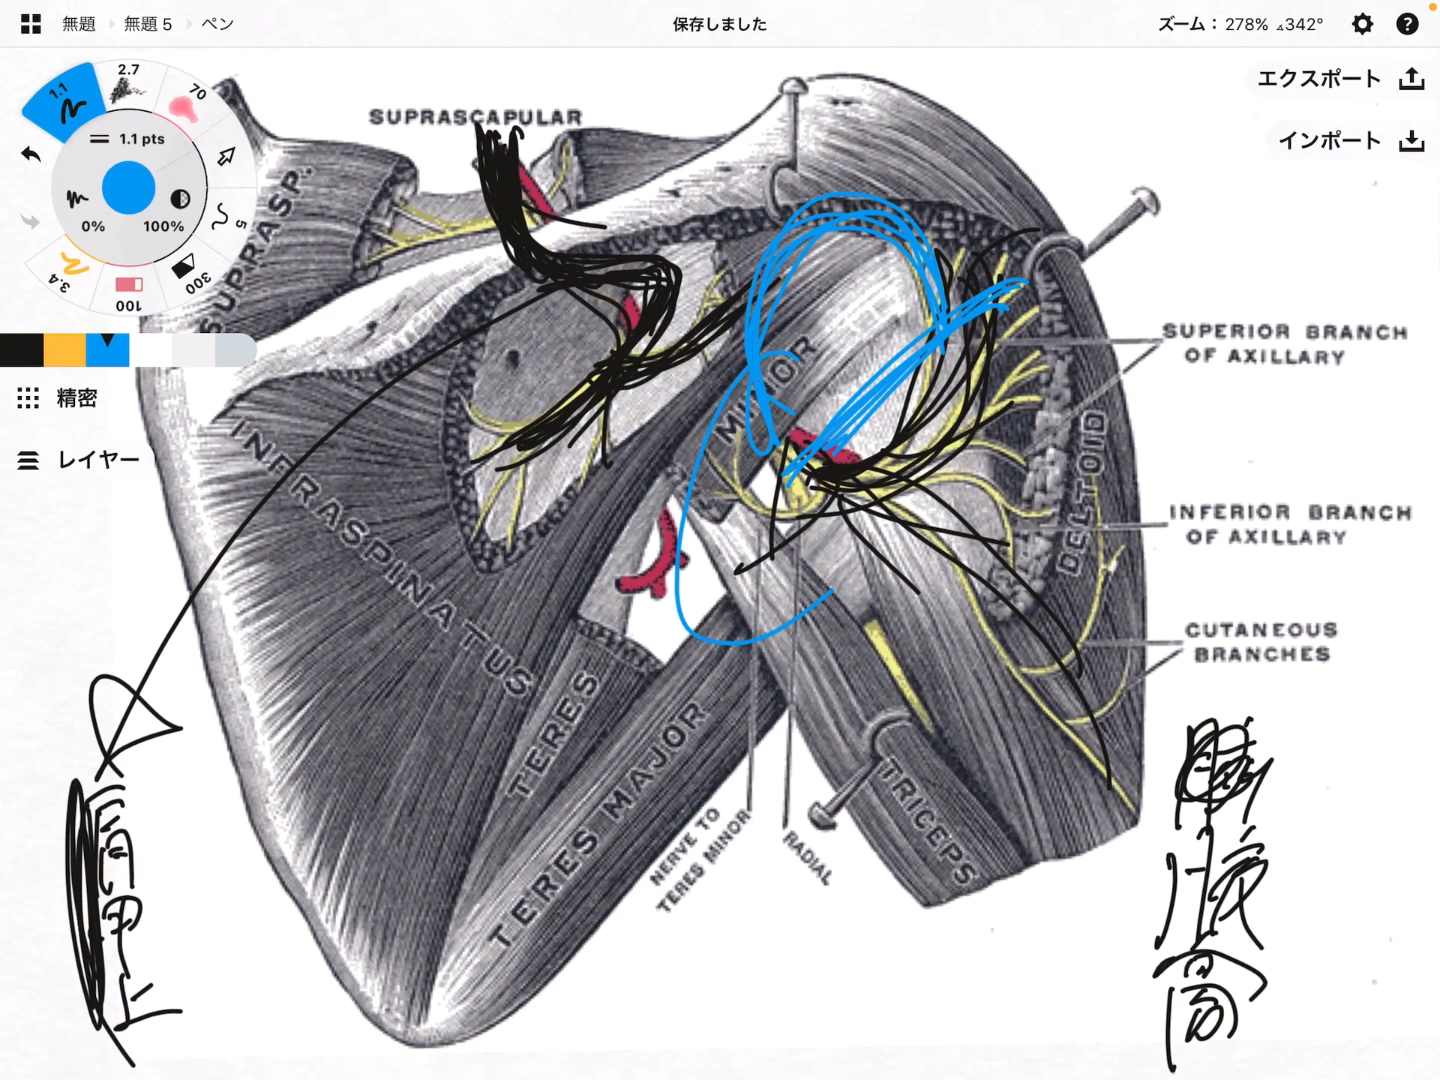 無題
無題 5
ペン
保存しました
ズーム： 278% ⊿342°
エクスポート
インポート
1.1
2.7
70
1.1 pts
0%
100%
5
300
100
3.4
精密
レイヤー
SUPRASCAPULAR
SUPRASP.
INFRASPINATUS
TERES
MINOR
TERES MAJOR
DELTOID
TRICEPS
SUPERIOR BRANCH
OF AXILLARY
INFERIOR BRANCH
OF AXILLARY
CUTANEOUS
BRANCHES
NERVE TO
TERES MINOR
RADIAL
肩甲上